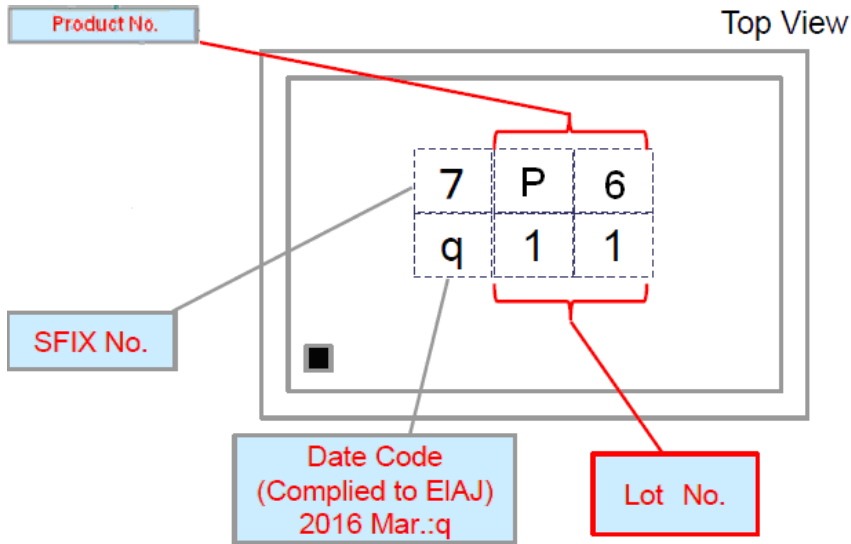 Product No.
Top View
7 P 6
q 1 1
SFIX No.
Date Code
(Complied to EIAJ)
2016 Mar.:q
Lot No.